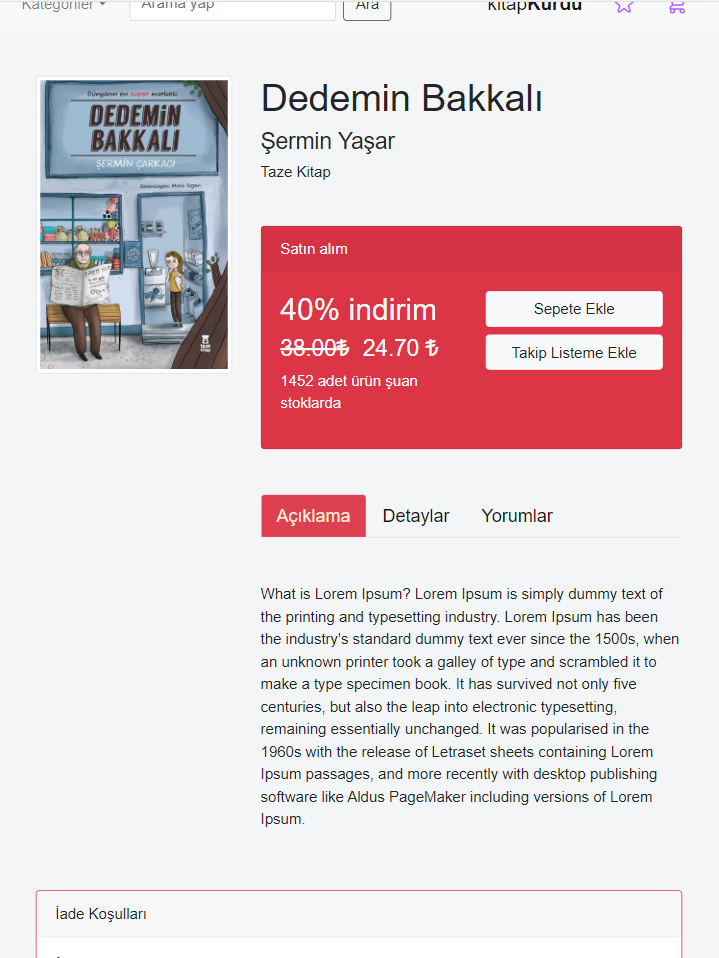 Kategoriler
Arama yap
Ara
kitapKurdu
Dünyanın en süper marketi
DEDEMİN
BAKKALI
ŞERMİN ÇARKACI
Resimleyen: Mert Tugen
taze
kitap
Dedemin Bakkalı
Şermin Yaşar
Taze Kitap
Satın alım
40% indirim
38.00₺ 24.70 ₺
1452 adet ürün şuan
stoklarda
Sepete Ekle
Takip Listeme Ekle
Açıklama Detaylar Yorumlar
What is Lorem Ipsum? Lorem Ipsum is simply dummy text of
the printing and typesetting industry. Lorem Ipsum has been
the industry's standard dummy text ever since the 1500s, when
an unknown printer took a galley of type and scrambled it to
make a type specimen book. It has survived not only five
centuries, but also the leap into electronic typesetting,
remaining essentially unchanged. It was popularised in the
1960s with the release of Letraset sheets containing Lorem
Ipsum passages, and more recently with desktop publishing
software like Aldus PageMaker including versions of Lorem
Ipsum.
İade Koşulları